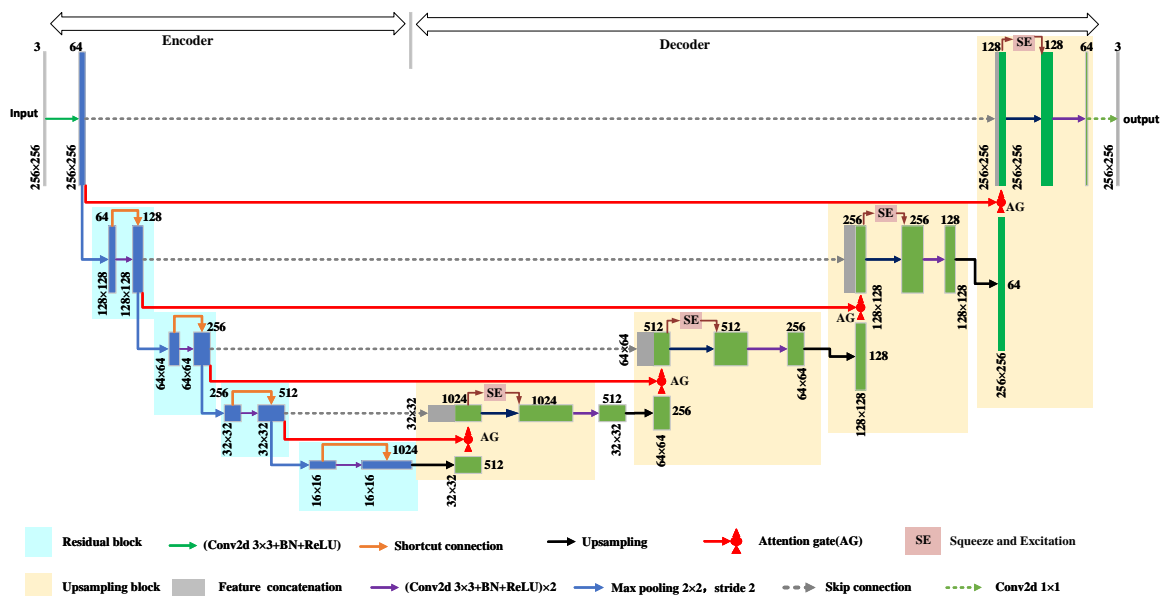 Encoder
Decoder
3
64
128
SE
128
64
3
Input
output
256×256
256×256
256×256
256×256
256×256
AG
64
128
256
SE
256
128
128×128
128×128
64
256×256
AG
128×128
128×128
256
512
SE
512
256
64×64
64×64
64×64
128
128×128
AG
64×64
256
512
1024
SE
1024
512
32×32
32×32
32×32
256
32×32
64×64
AG
1024
512
16×16
16×16
32×32
Residual block
(Conv2d 3×3+BN+ReLU)
Shortcut connection
Upsampling
Attention gate(AG)
SE
Squeeze and Excitation
Upsampling block
Feature concatenation
(Conv2d 3×3+BN+ReLU)×2
Max pooling 2×2，stride 2
Skip connection
Conv2d 1×1